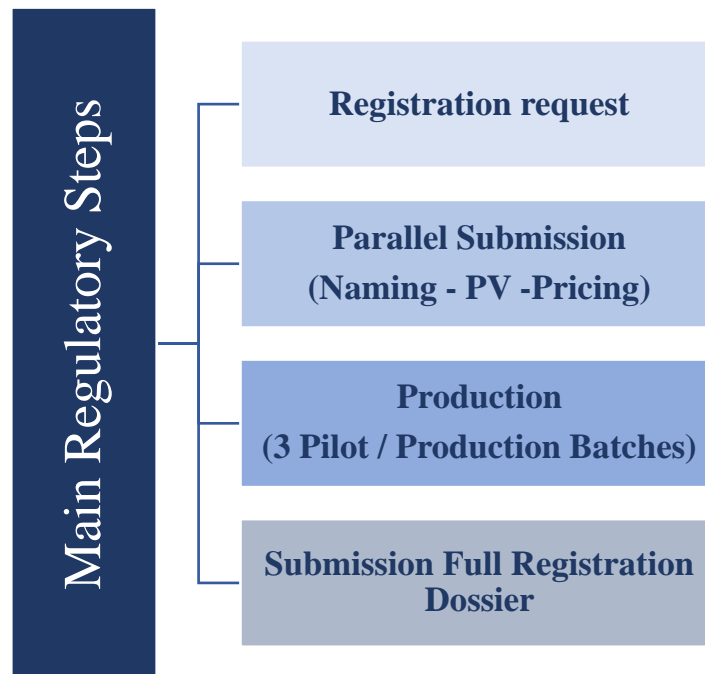 Main Regulatory Steps
Registration request
Parallel Submission
(Naming - PV -Pricing)
Production
(3 Pilot / Production Batches)
Submission Full Registration
Dossier